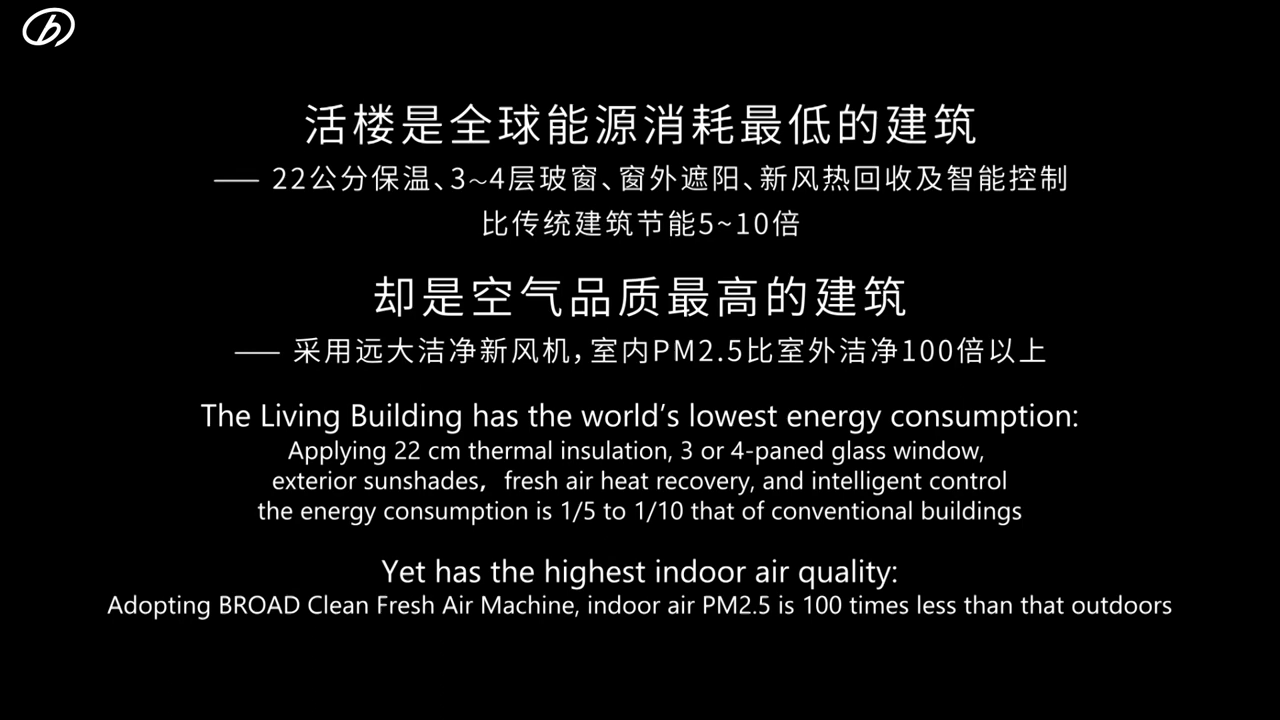 活楼是全球能源消耗最低的建筑
—— 22公分保温、3~4层玻窗、窗外遮阳、新风热回收及智能控制
比传统建筑节能5~10倍
却是空气品质最高的建筑
—— 采用远大洁净新风机，室内PM2.5比室外洁净100倍以上
The Living Building has the world's lowest energy consumption:
Applying 22 cm thermal insulation, 3 or 4-paned glass window,
exterior sunshades， fresh air heat recovery, and intelligent control
the energy consumption is 1/5 to 1/10 that of conventional buildings
Yet has the highest indoor air quality:
Adopting BROAD Clean Fresh Air Machine, indoor air PM2.5 is 100 times less than that outdoors